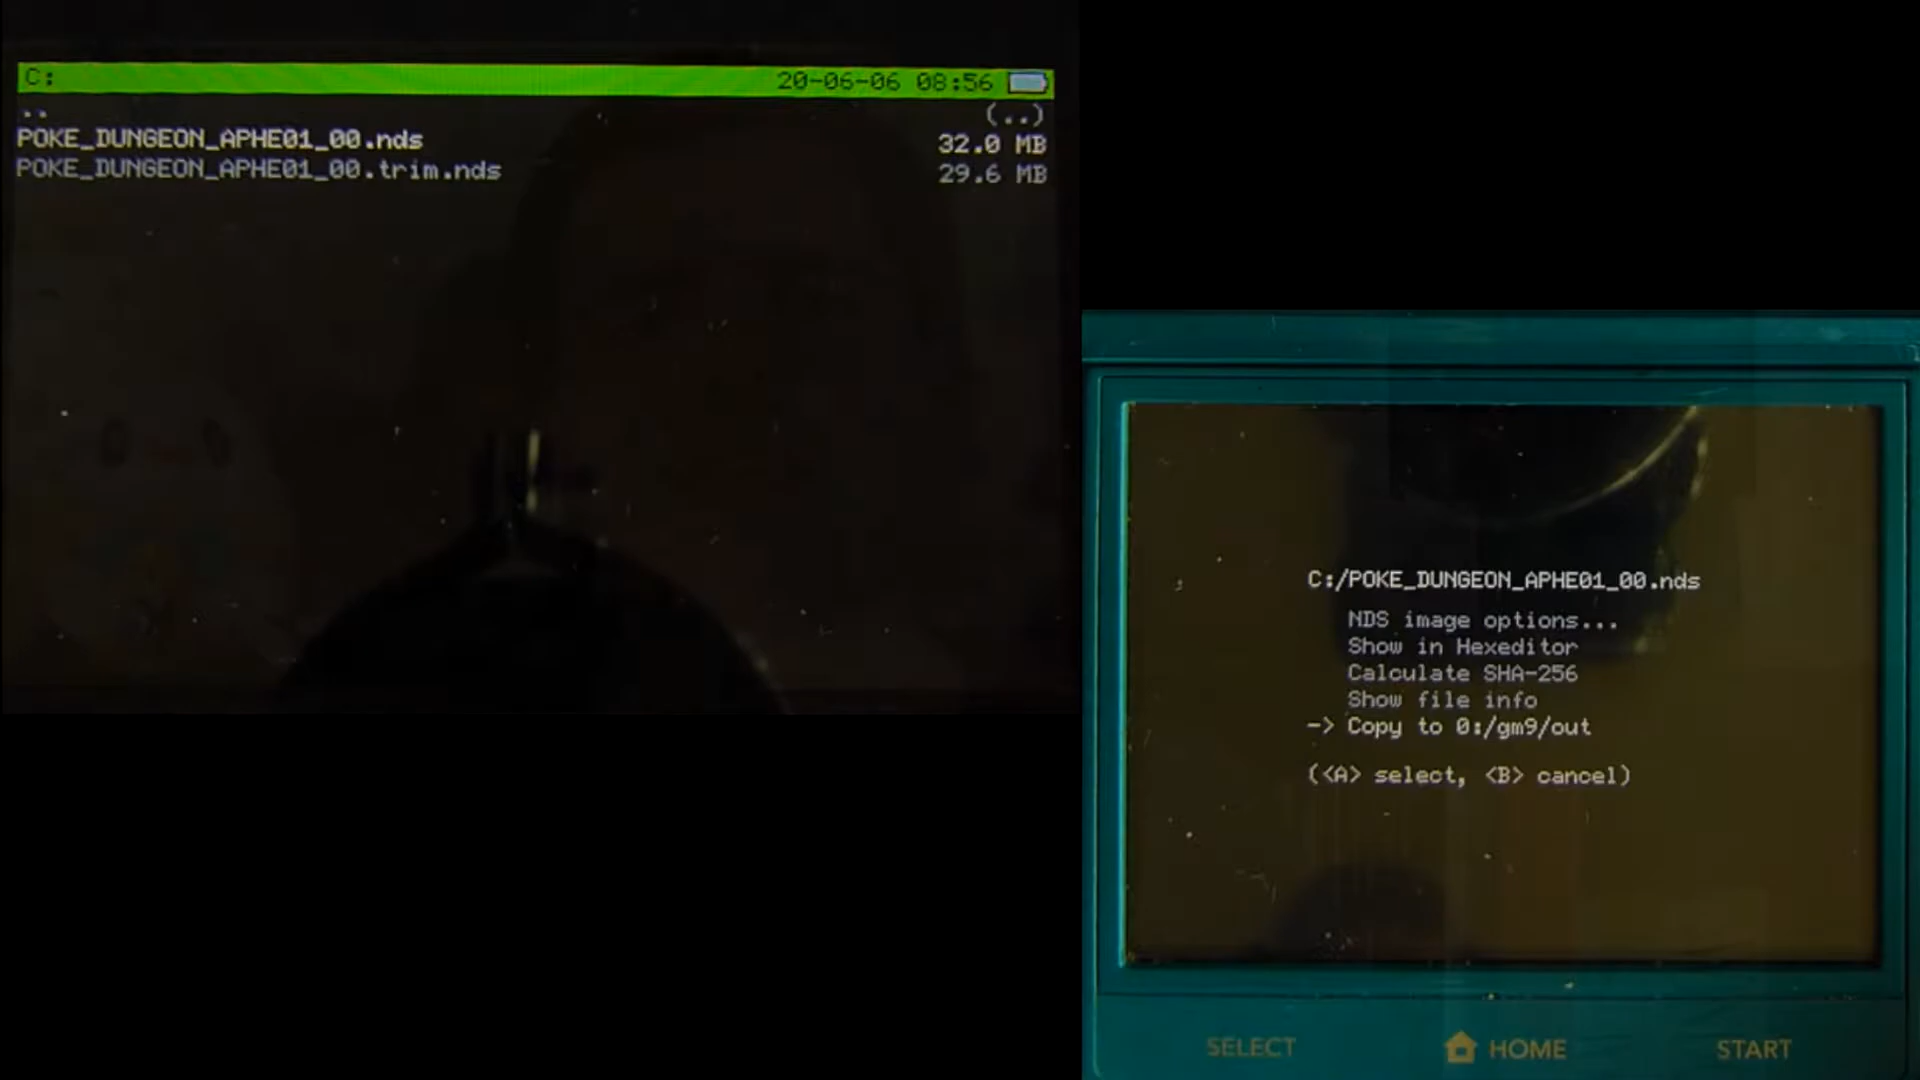 C: 20-06-06 08:56
.. (..)
POKE_DUNGEON_APHE01_00.nds 32.0 MB
POKE_DUNGEON_APHE01_00.trim.nds 29.6 MB
C:/POKE_DUNGEON_APHE01_00.nds
NDS image options...
Show in Hexeditor
Calculate SHA-256
Show file info
-> Copy to 0:/gm9/out
(<A> select, <B> cancel)
SELECT HOME START